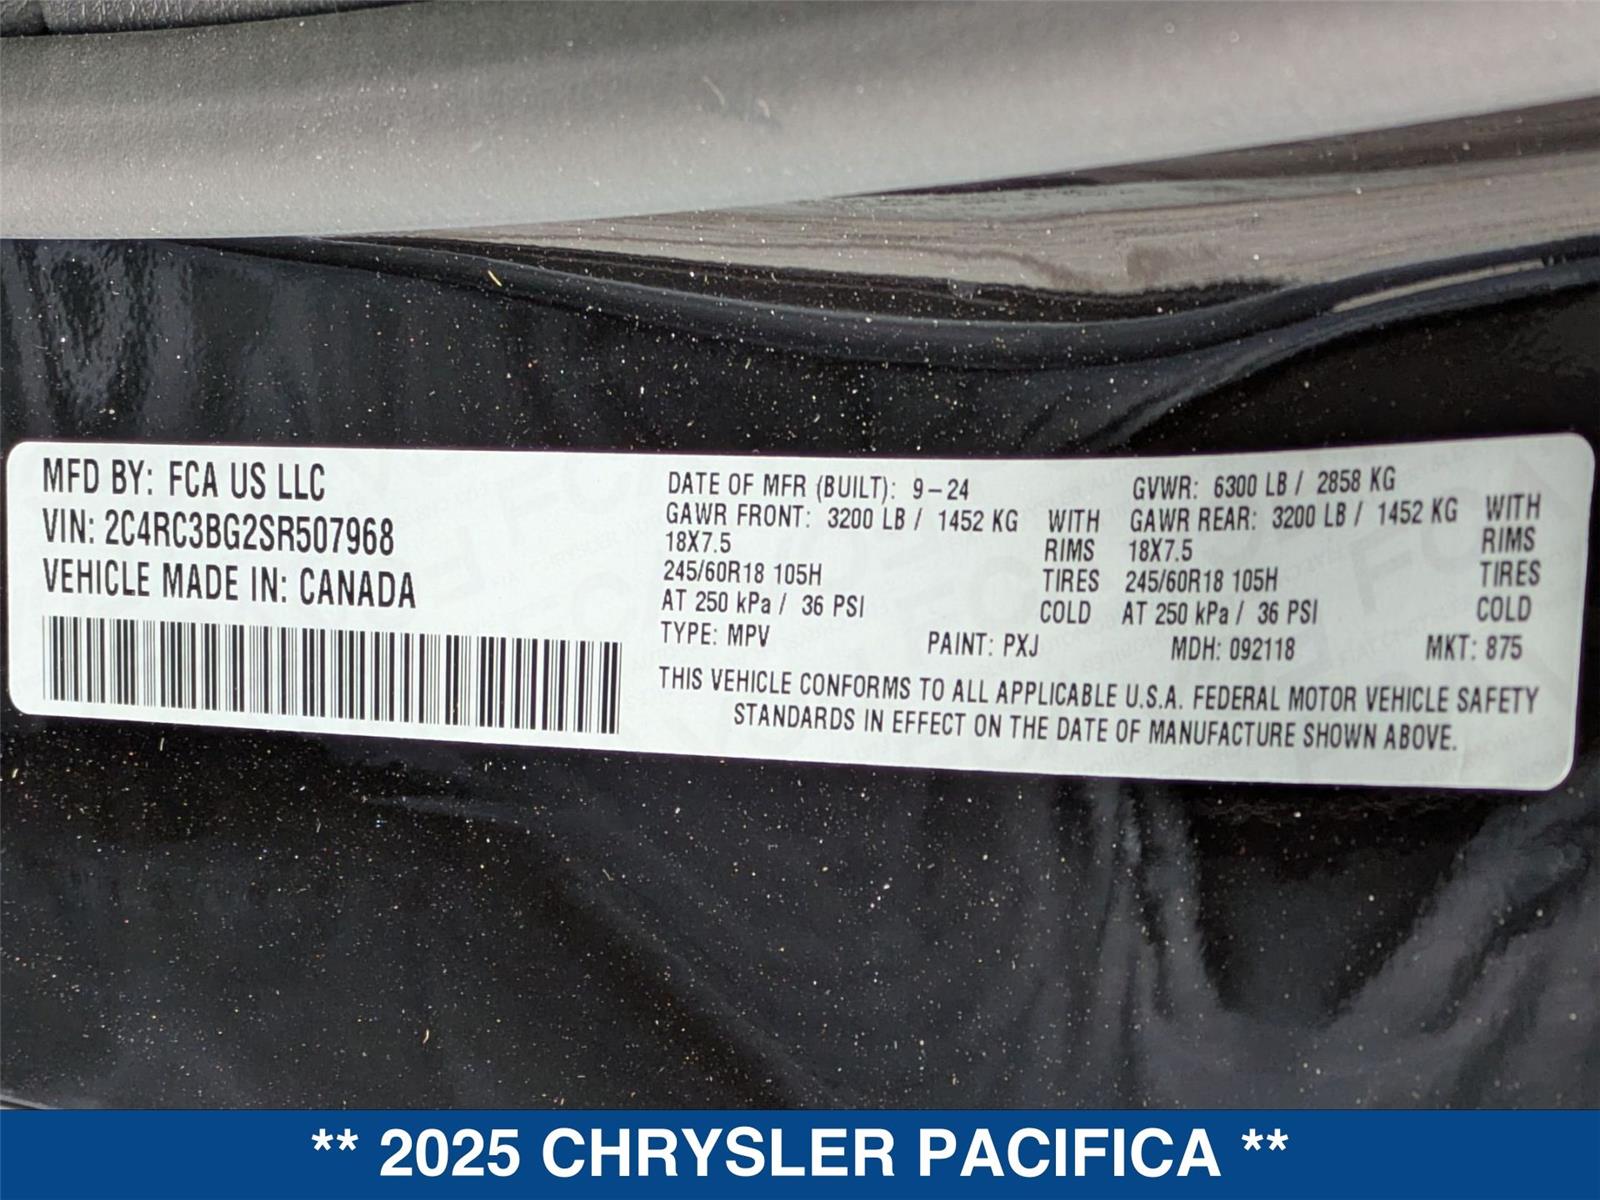 MFD BY: FCA US LLC
VIN: 2C4RC3BG2SR507968
VEHICLE MADE IN: CANADA
DATE OF MFR (BUILT): 9-24 GVWR: 6300 LB / 2858 KG
GAWR FRONT: 3200 LB / 1452 KG WITH GAWR REAR: 3200 LB / 1452 KG WITH
18X7.5 RIMS 18X7.5 RIMS
245/60R18 105H TIRES 245/60R18 105H TIRES
AT 250 kPa / 36 PSI COLD AT 250 kPa / 36 PSI COLD
TYPE: MPV PAINT: PXJ MDH: 092118 MKT: 875
THIS VEHICLE CONFORMS TO ALL APPLICABLE U.S.A. FEDERAL MOTOR VEHICLE SAFETY
STANDARDS IN EFFECT ON THE DATE OF MANUFACTURE SHOWN ABOVE.
** 2025 CHRYSLER PACIFICA **